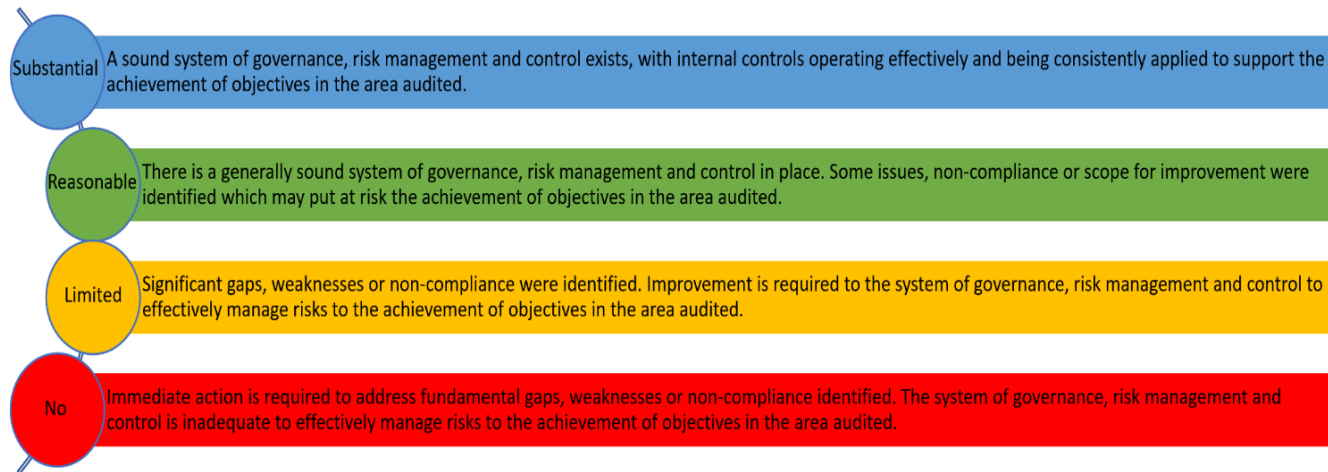 Substantial
A sound system of governance, risk management and control exists, with internal controls operating effectively and being consistently applied to support the
achievement of objectives in the area audited.
Reasonable
There is a generally sound system of governance, risk management and control in place. Some issues, non-compliance or scope for improvement were
identified which may put at risk the achievement of objectives in the area audited.
Limited
Significant gaps, weaknesses or non-compliance were identified. Improvement is required to the system of governance, risk management and control to
effectively manage risks to the achievement of objectives in the area audited.
No
Immediate action is required to address fundamental gaps, weaknesses or non-compliance identified. The system of governance, risk management and
control is inadequate to effectively manage risks to the achievement of objectives in the area audited.